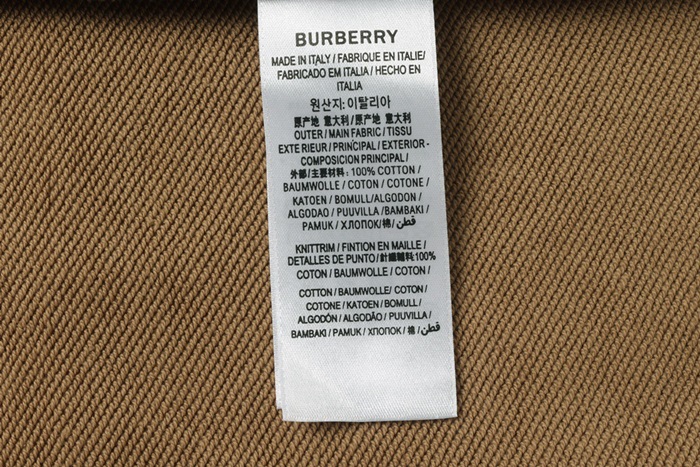 BURBERRY
MADE IN ITALY / FABRIQUE EN ITALIE/
FABRICADO EM ITALIA / HECHO EN
ITALIA
원산지: 이탈리아
原产地 意大利 / 原产地 意大利
OUTER / MAIN FABRIC / TISSU
EXTE RIEUR / PRINCIPAL / EXTERIOR -
COMPOSICION PRINCIPAL /
外部/主要材料: 100% COTTON /
BAUMWOLLE / COTON / COTONE /
KATOEN / BOMULL/ALGODON /
ALGODAO / PUUVILLA /BAMBAKI /
PAMUK / ХЛОПОК/棉/ قطن
KNITTRIM / FINTION EN MAILLE /
DETALLES DE PUNTO / 針織輔料:100%
COTON / BAUMWOLLE / COTON /
COTTON / BAUMWOLLE/ COTON /
COTONE / KATOEN / BOMULL /
ALGODÓN / ALGODÃO / PUUVILLA /
BAMBAKI / PAMUK / ХЛОПОК / 棉 / قطن